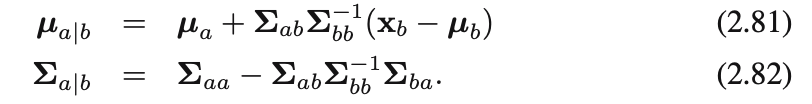 μ_{a|b} = μ_a + Σ_{ab}Σ_{bb}^{-1}(x_b − μ_b) (2.81)
Σ_{a|b} = Σ_{aa} − Σ_{ab}Σ_{bb}^{-1}Σ_{ba}. (2.82)